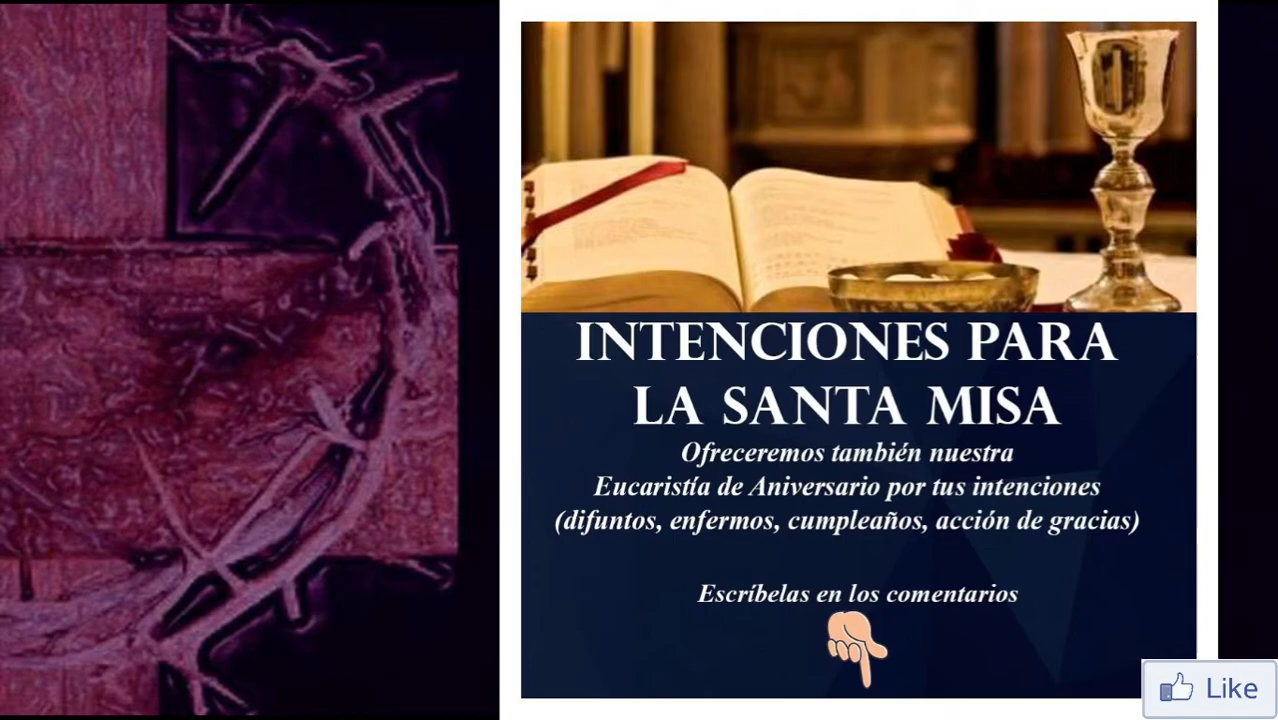 INTENCIONES PARA
LA SANTA MISA
Ofreceremos también nuestra
Eucaristía de Aniversario por tus intenciones
(difuntos, enfermos, cumpleaños, acción de gracias)
Escríbelas en los comentarios
Like